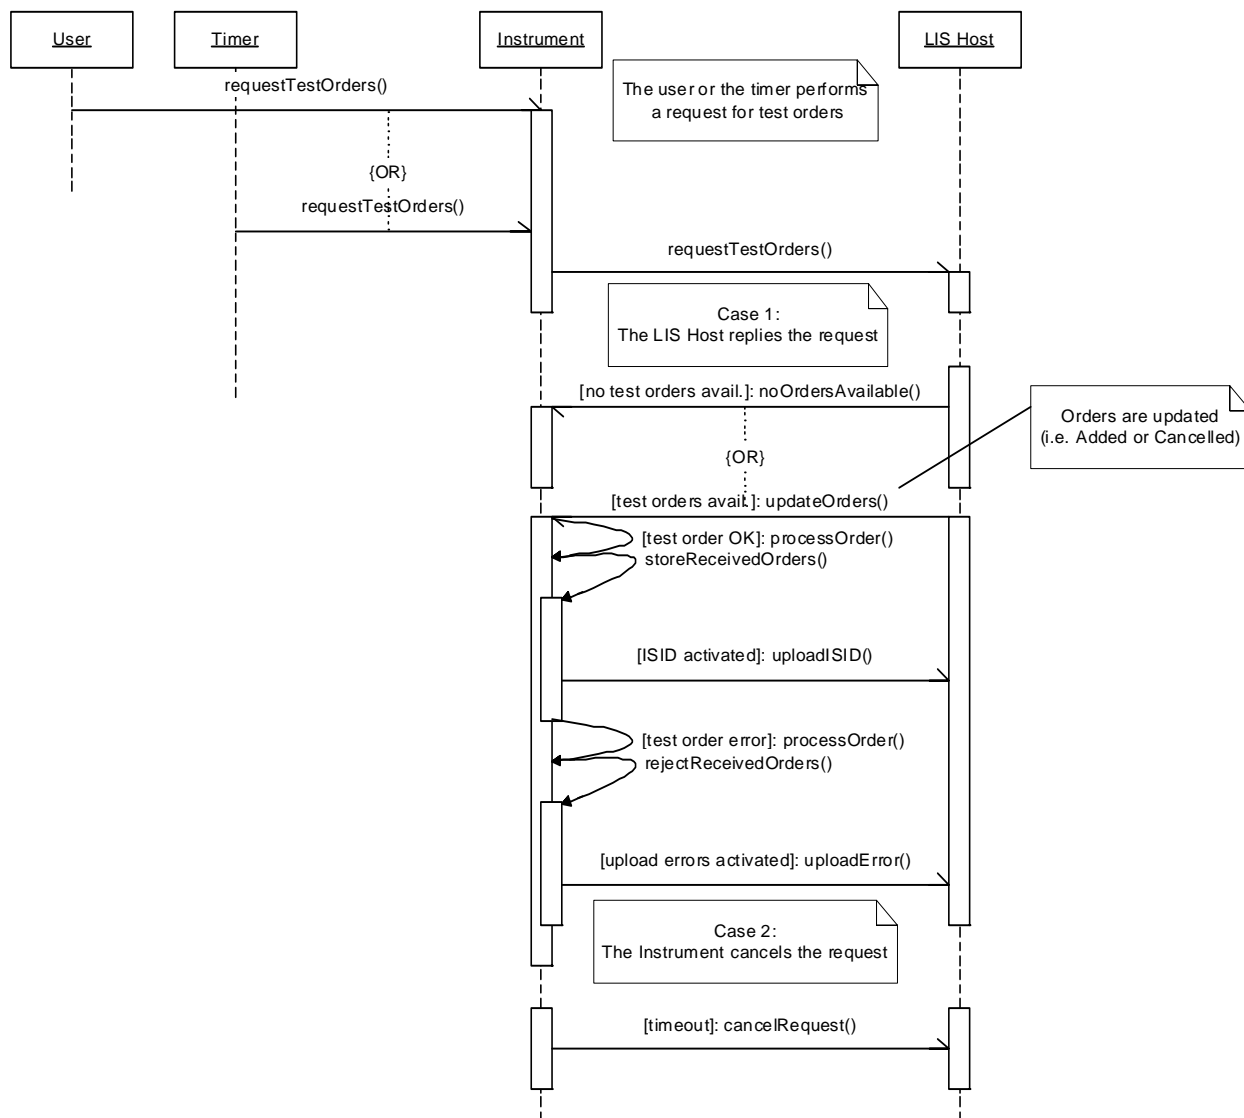 User
Timer
Instrument
LIS Host
requestTestOrders()
The user or the timer performs
a request for test orders
{OR}
requestTestOrders()
requestTestOrders()
Case 1:
The LIS Host replies the request
[no test orders avail.]: noOrdersAvailable()
Orders are updated
(i.e. Added or Cancelled)
{OR}
[test orders avail.]: updateOrders()
[test order OK]: processOrder()
storeReceivedOrders()
[ISID activated]: uploadISID()
[test order error]: processOrder()
rejectReceivedOrders()
[upload errors activated]: uploadError()
Case 2:
The Instrument cancels the request
[timeout]: cancelRequest()